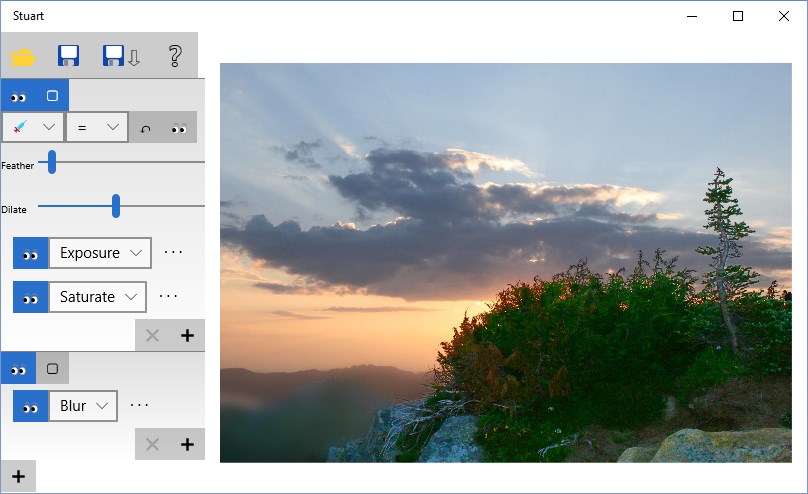 Stuart
=
Feather
Dilate
Exposure
Saturate
Blur